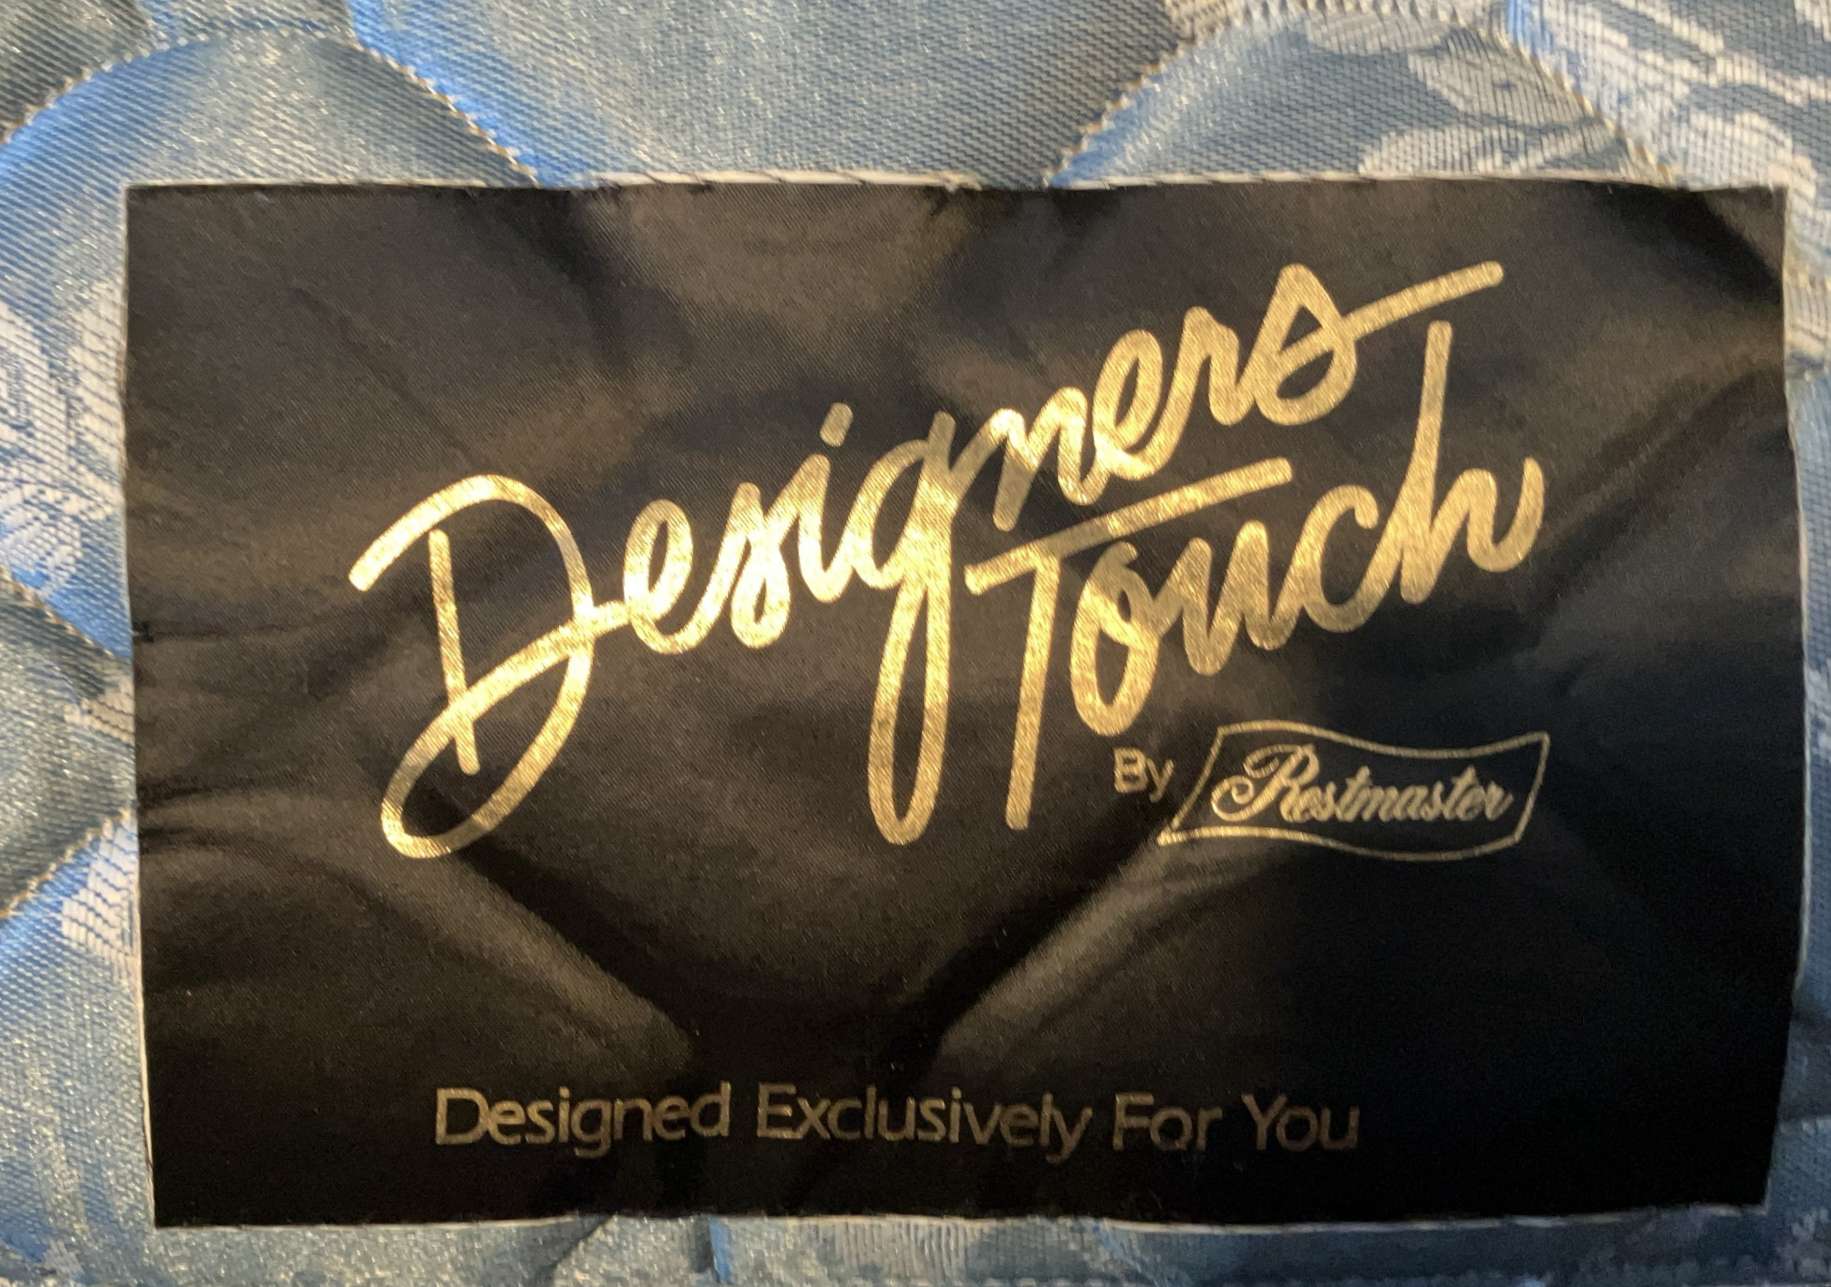 Designers
Touch
By Restmaster
Designed Exclusively For You